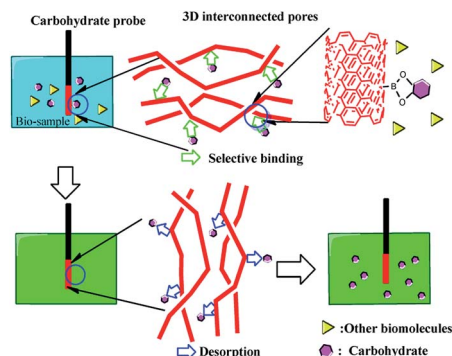 Carbohydrate probe
3D interconnected pores
B
O
O
Bio-sample
Selective binding
Desorption
:Other biomolecules
: Carbohydrate